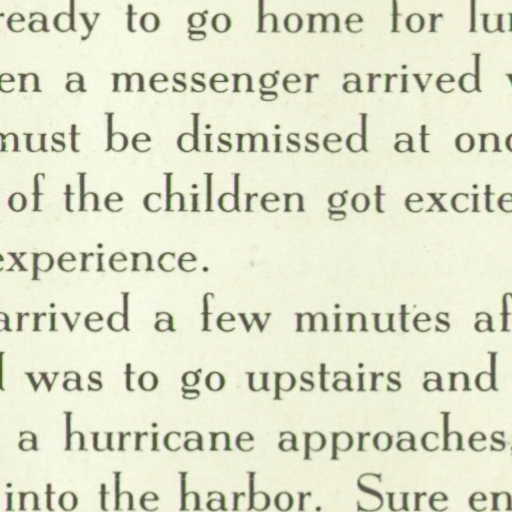 ready to go home for lu
en a messenger arrived
must be dismissed at onc
of the children got excite
experience.
arrived a few minutes af
was to go upstairs and
a hurricane approaches,
into the harbor. Sure en